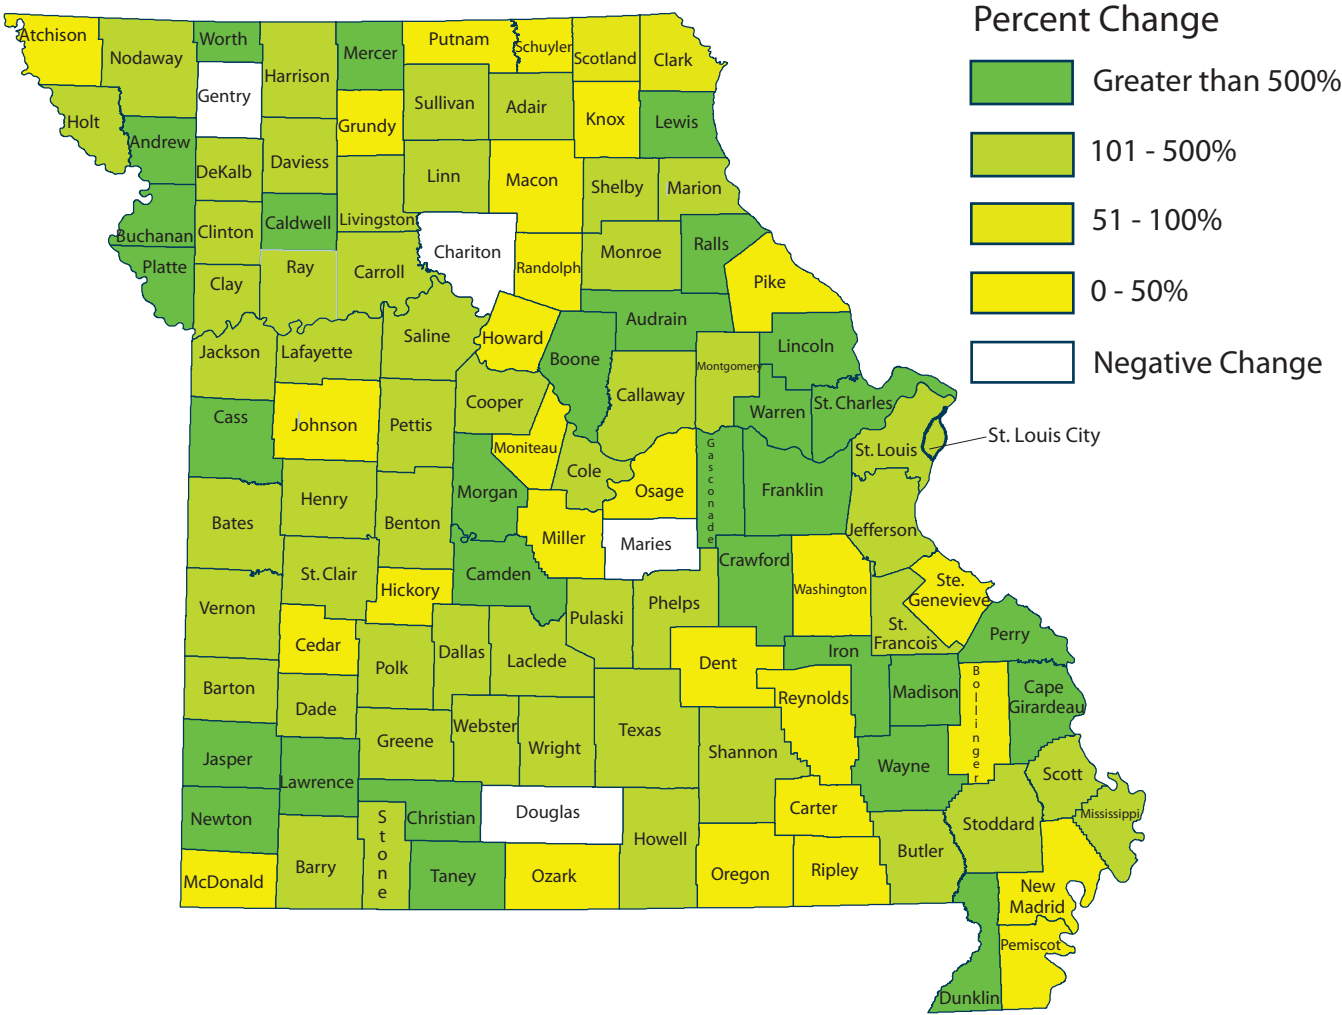 Percent Change
Greater than 500%
101 - 500%
51 - 100%
0 - 50%
Negative Change
Atchison
Nodaway
Worth
Harrison
Mercer
Putnam
Schuyler
Scotland
Clark
Gentry
Holt
Andrew
DeKalb
Daviess
Grundy
Sullivan
Adair
Knox
Lewis
Linn
Macon
Shelby
Marion
Buchanan
Clinton
Caldwell
Livingston
Chariton
Randolph
Monroe
Ralls
Pike
Platte
Clay
Ray
Carroll
Saline
Howard
Boone
Audrain
Lincoln
Jackson
Lafayette
Cooper
Callaway
Montgomery
Warren
St. Charles
St. Louis City
St. Louis
Cass
Johnson
Pettis
Moniteau
Cole
Osage
Gasconade
Franklin
Jefferson
Bates
Henry
Benton
Morgan
Miller
Maries
Crawford
Washington
Ste.
Genevieve
St.
Francois
Perry
Vernon
St. Clair
Hickory
Camden
Pulaski
Phelps
Dent
Iron
Madison
Bollinger
Cape
Girardeau
Cedar
Polk
Dallas
Laclede
Barton
Dade
Greene
Webster
Wright
Texas
Shannon
Reynolds
Wayne
Scott
Mississippi
Stoddard
Jasper
Lawrence
Newton
Christian
Douglas
Howell
Carter
Butler
McDonald
Barry
Stone
Taney
Ozark
Oregon
Ripley
New
Madrid
Pemiscot
Dunklin